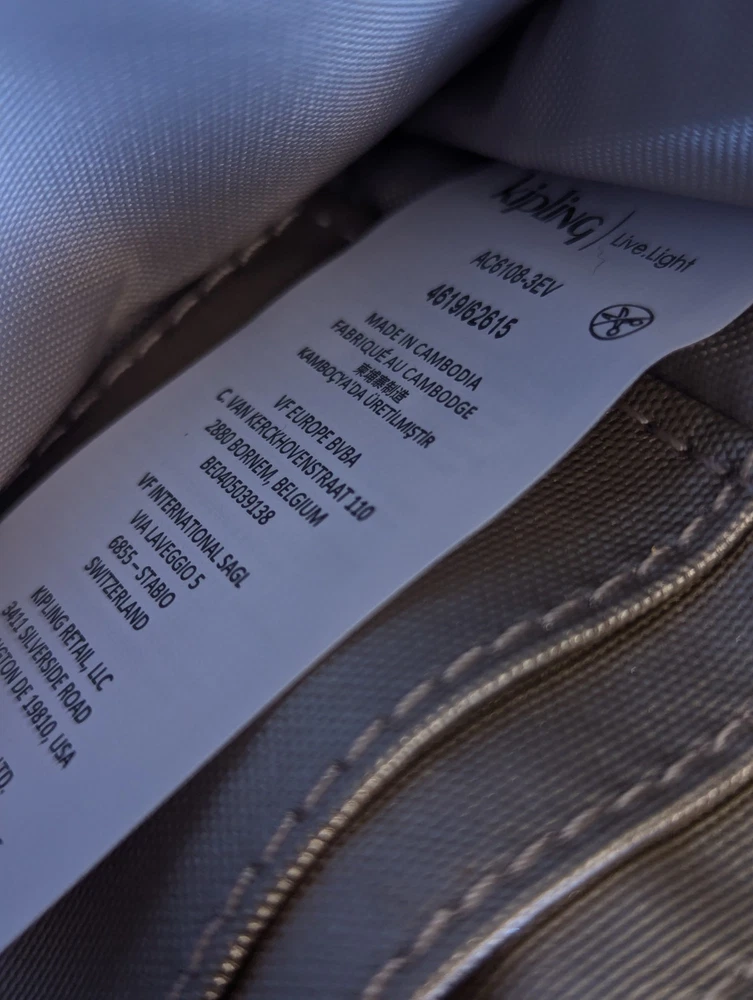 kipling | Live.Light
AC6108-3EV
4619/62615
MADE IN CAMBODIA
FABRIQUÉ AU CAMBODGE
柬埔寨制造
KAMBOÇYA'DA ÜRETİLMİŞTİR
VF EUROPE BVBA
C. VAN KERCKHOVENSTRAAT 110
2880 BORNEM, BELGIUM
BE0405039138
VF INTERNATIONAL SAGL
VIA LAVEGGIO 5
6855 – STABIO
SWITZERLAND
KIPLING RETAIL, LLC
3411 SILVERSIDE ROAD
DE 19810, USA
LTD.